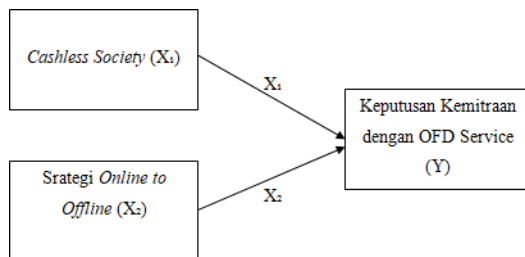 Cashless Society (X₁)
X₁
Keputusan Kemitraan
dengan OFD Service
(Y)
Srategi Online to
Offline (X₂)
X₂